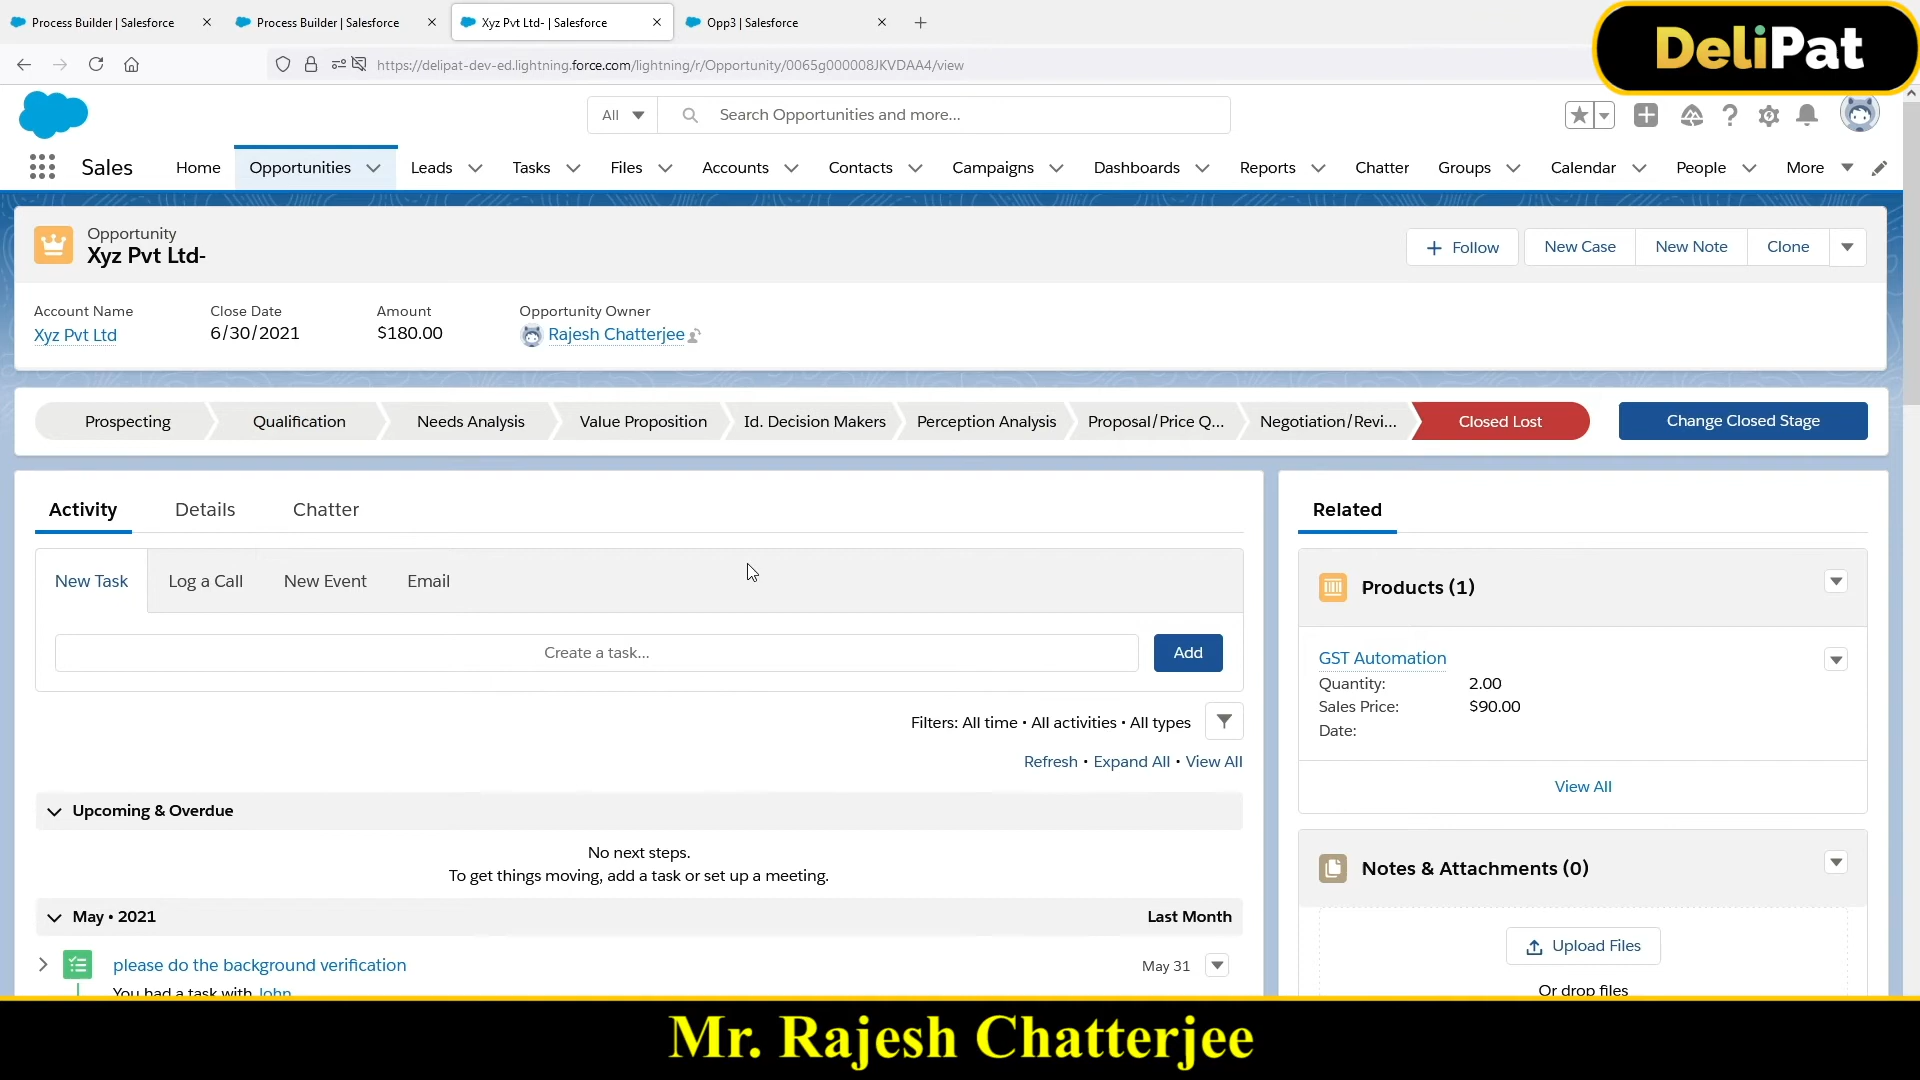 Process Builder | Salesforce
Process Builder | Salesforce
Xyz Pvt Ltd- | Salesforce
Opp3 | Salesforce
https://delipat-dev-ed.lightning.force.com/lightning/r/Opportunity/0065g000008JKVDAA4/view
DeliPat
All
Search Opportunities and more...
Sales
Home
Opportunities
Leads
Tasks
Files
Accounts
Contacts
Campaigns
Dashboards
Reports
Chatter
Groups
Calendar
People
More
Opportunity
Xyz Pvt Ltd-
Follow
New Case
New Note
Clone
Account Name
Close Date
Amount
Opportunity Owner
Xyz Pvt Ltd
6/30/2021
$180.00
Rajesh Chatterjee
Prospecting
Qualification
Needs Analysis
Value Proposition
Id. Decision Makers
Perception Analysis
Proposal/Price Q...
Negotiation/Revi...
Closed Lost
Change Closed Stage
Activity
Details
Chatter
New Task
Log a Call
New Event
Email
Create a task...
Add
Filters: All time • All activities • All types
Refresh • Expand All • View All
Upcoming & Overdue
No next steps.
To get things moving, add a task or set up a meeting.
May • 2021
Last Month
please do the background verification
May 31
You had a task with John
Related
Products (1)
GST Automation
Quantity: 2.00
Sales Price: $90.00
Date:
View All
Notes & Attachments (0)
Upload Files
Or drop files
Mr. Rajesh Chatterjee